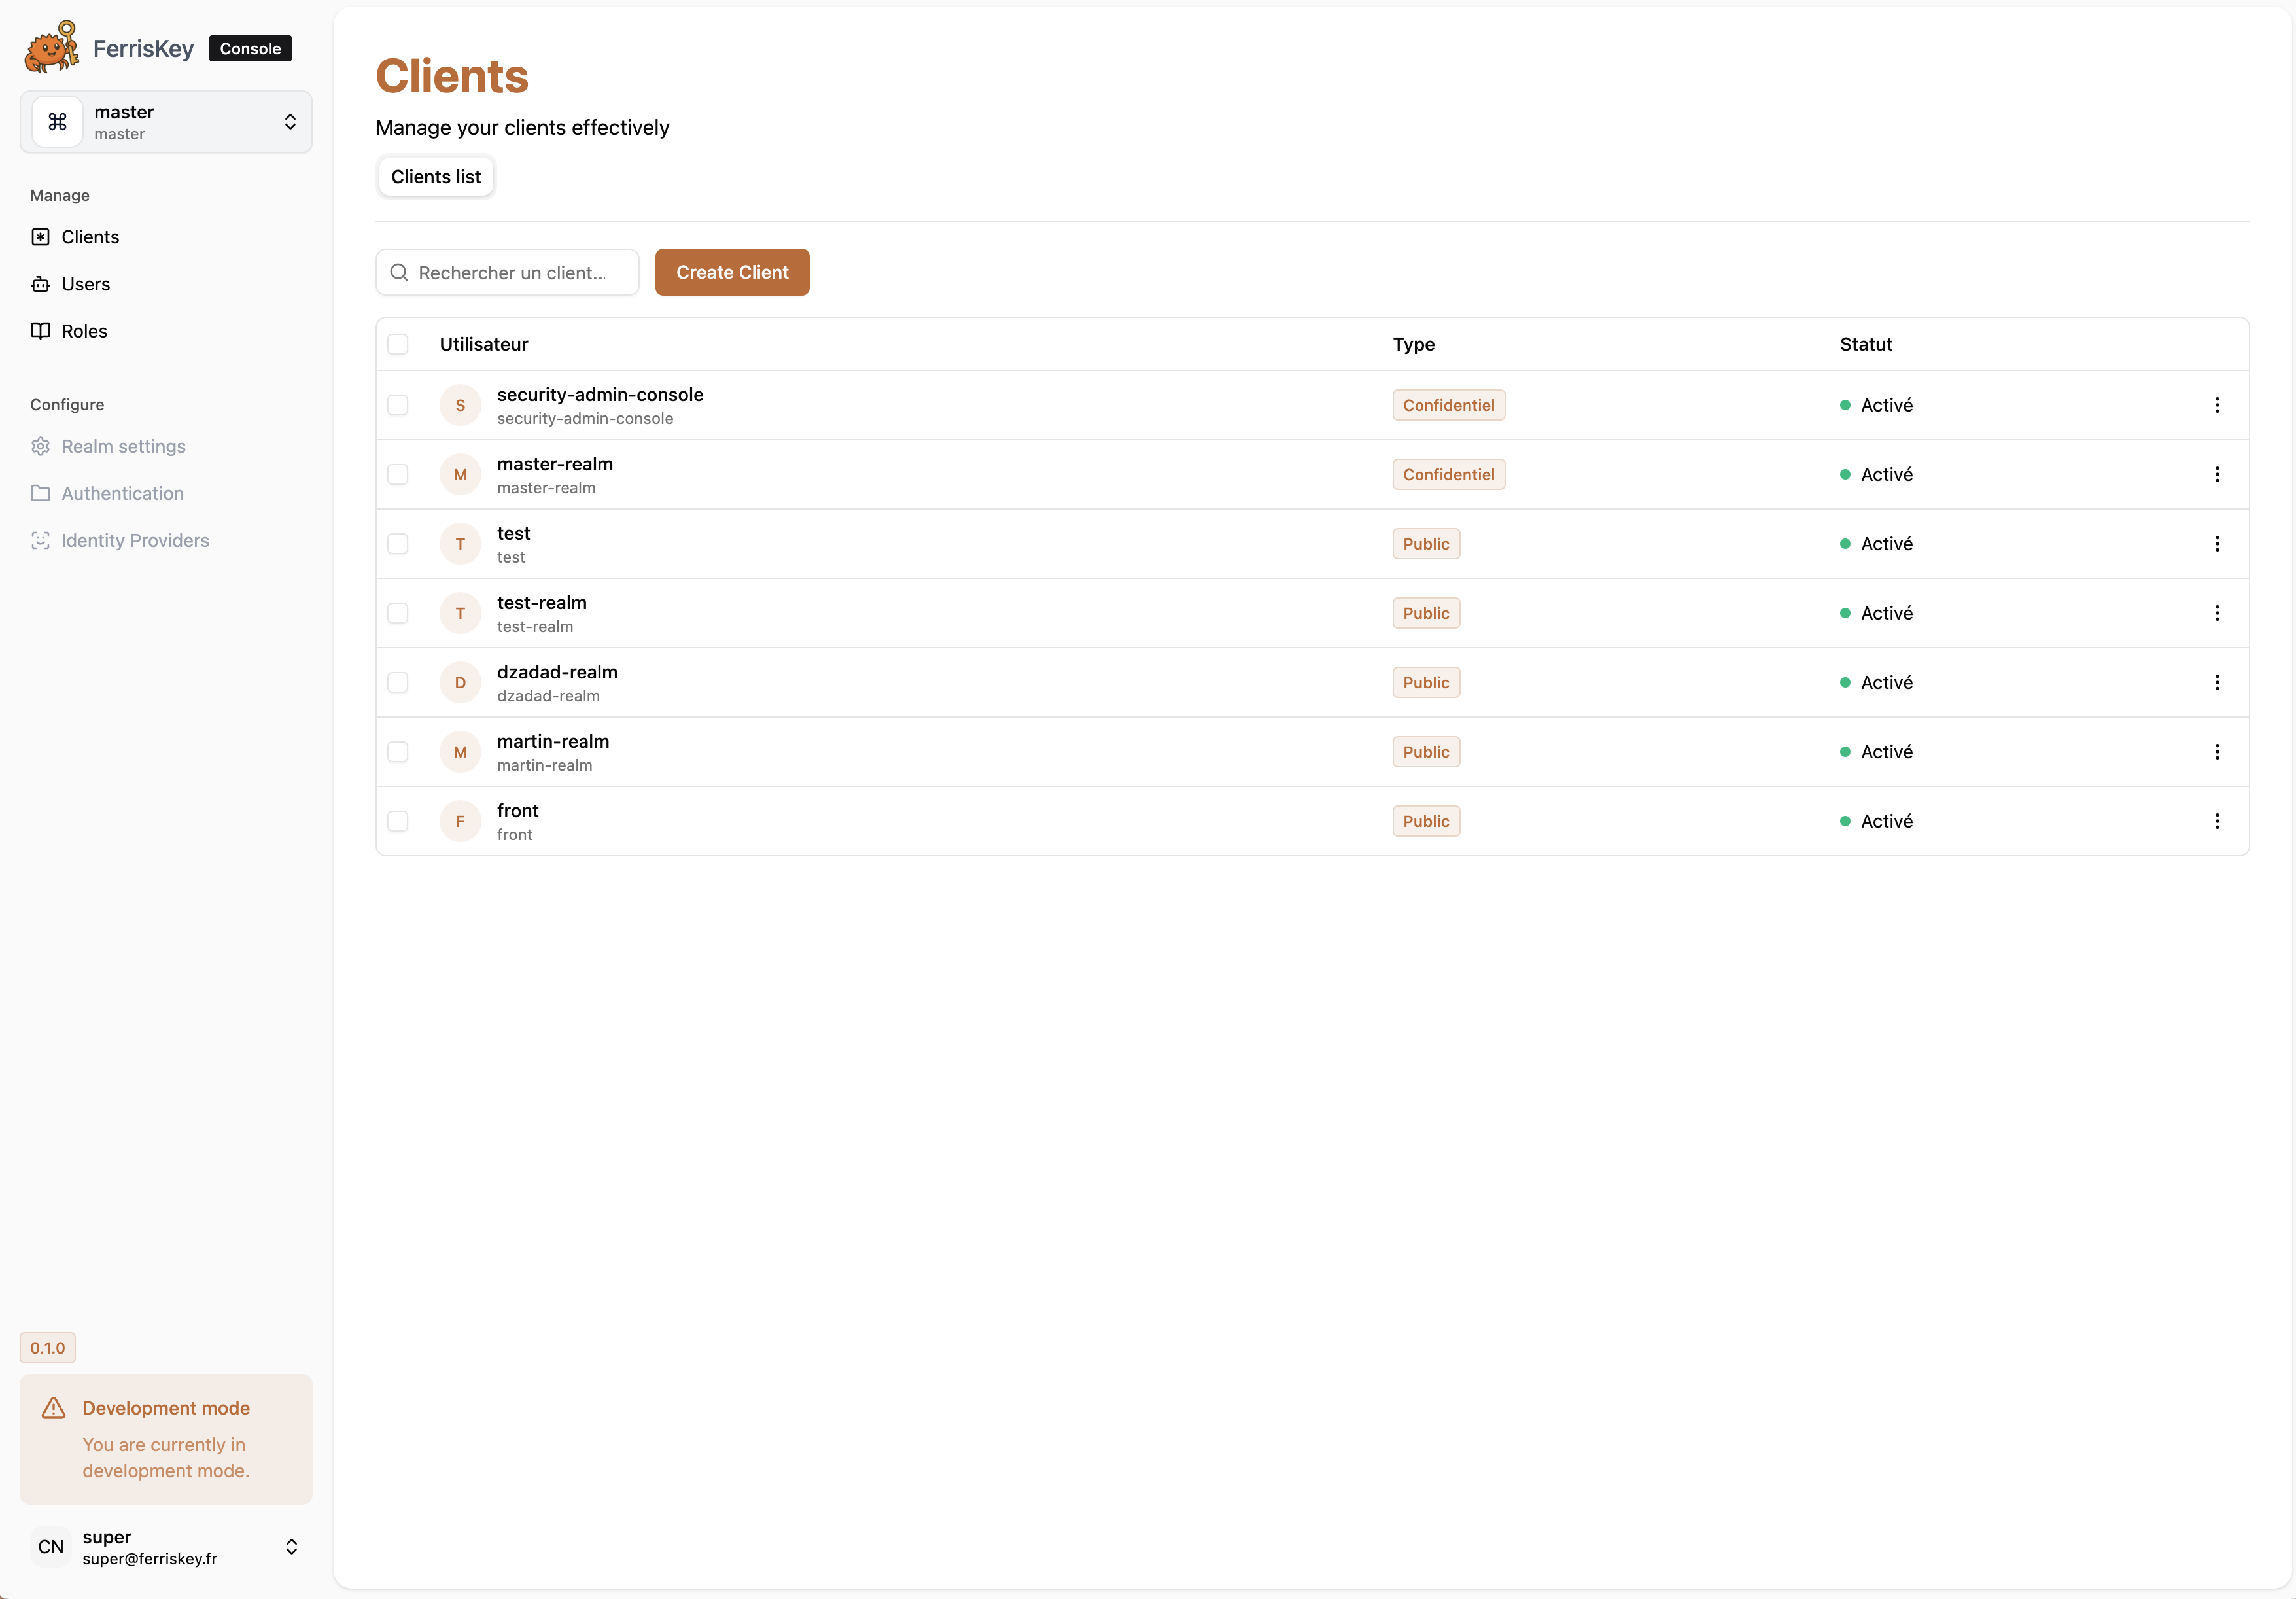 FerrisKey Console
master
master
Manage
Clients
Users
Roles
Configure
Realm settings
Authentication
Identity Providers
0.1.0
Development mode
You are currently in
development mode.
CN
super
super@ferriskey.fr
Clients
Manage your clients effectively
Clients list
Rechercher un client...
Create Client
Utilisateur Type Statut
S security-admin-console Confidentiel Activé
security-admin-console
M master-realm Confidentiel Activé
master-realm
T test Public Activé
test
T test-realm Public Activé
test-realm
D dzadad-realm Public Activé
dzadad-realm
M martin-realm Public Activé
martin-realm
F front Public Activé
front